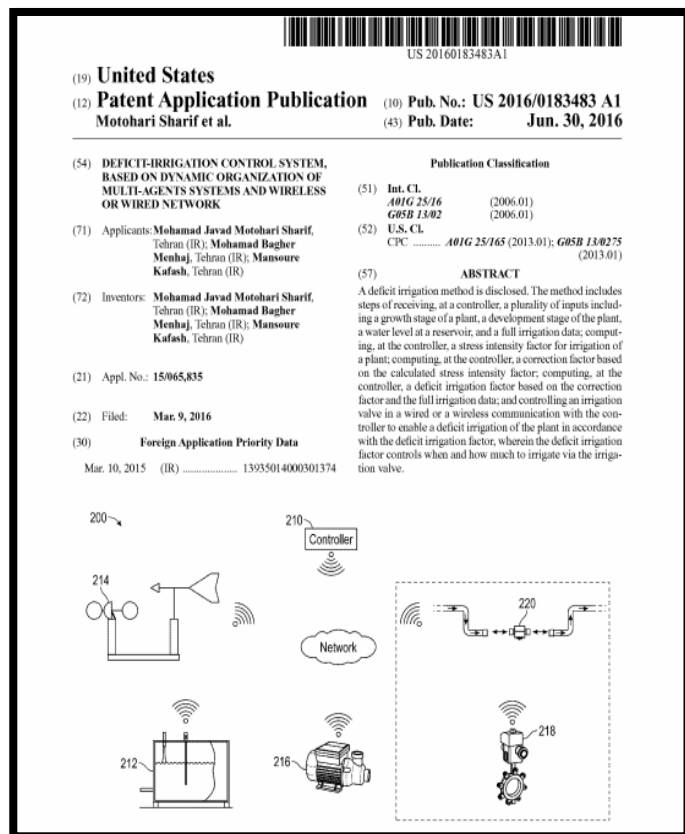 US 20160183483A1
(19) United States
(12) Patent Application Publication
Motohari Sharif et al.
(10) Pub. No.: US 2016/0183483 A1
(43) Pub. Date: Jun. 30, 2016
(54) DEFICIT-IRRIGATION CONTROL SYSTEM,
BASED ON DYNAMIC ORGANIZATION OF
MULTI-AGENTS SYSTEMS AND WIRELESS
OR WIRED NETWORK
(71) Applicants: Mohamad Javad Motohari Sharif,
Tehran (IR); Mohamad Bagher
Menhaj, Tehran (IR); Mansoure
Kafash, Tehran (IR)
(72) Inventors: Mohamad Javad Motohari Sharif,
Tehran (IR); Mohamad Bagher
Menhaj, Tehran (IR); Mansoure
Kafash, Tehran (IR)
(21) Appl. No.: 15/065,835
(22) Filed: Mar. 9, 2016
(30) Foreign Application Priority Data
Mar. 10, 2015 (IR) .................... 13935014000301374
Publication Classification
(51) Int. Cl.
A01G 25/16 (2006.01)
G05B 13/02 (2006.01)
(52) U.S. Cl.
CPC .......... A01G 25/165 (2013.01); G05B 13/0275
(2013.01)
(57) ABSTRACT
A deficit irrigation method is disclosed. The method includes
steps of receiving, at a controller, a plurality of inputs includ-
ing a growth stage of a plant, a development stage of the plant,
a water level at a reservoir, and a full irrigation data; comput-
ing, at the controller, a stress intensity factor for irrigation of
a plant; computing, at the controller, a correction factor based
on the calculated stress intensity factor; computing, at the
controller, a deficit irrigation factor based on the correction
factor and the full irrigation data; and controlling an irrigation
valve in a wired or a wireless communication with the con-
troller to enable a deficit irrigation of the plant in accordance
with the deficit irrigation factor, wherein the deficit irrigation
factor controls when and how much to irrigate via the irriga-
tion valve.
200
210
Controller
214
220
Network
212
216
218